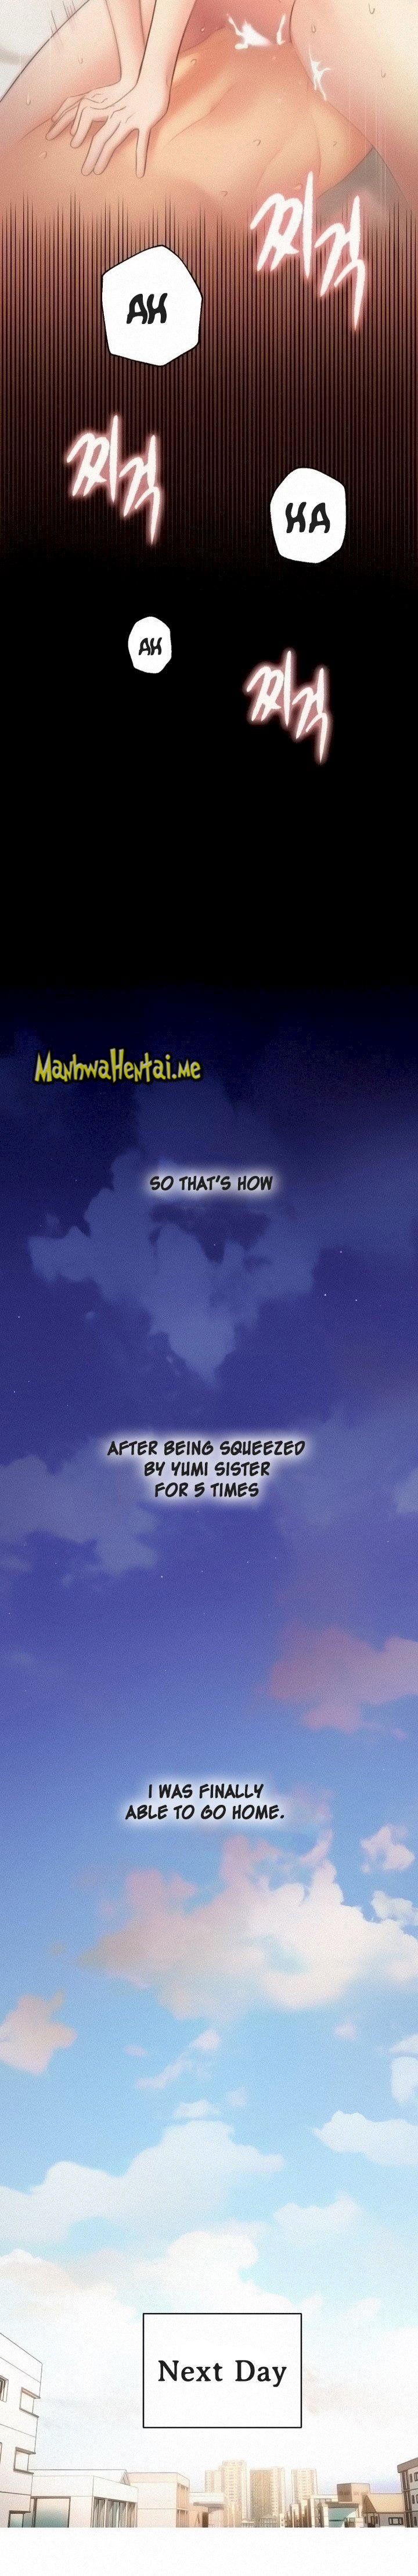 찌걱
AH
찌걱
HA
AH
찌걱
ManhwaHentai.me
SO THAT'S HOW
AFTER BEING SQUEEZED
BY YUMI SISTER
FOR 5 TIMES
I WAS FINALLY
ABLE TO GO HOME.
Next Day